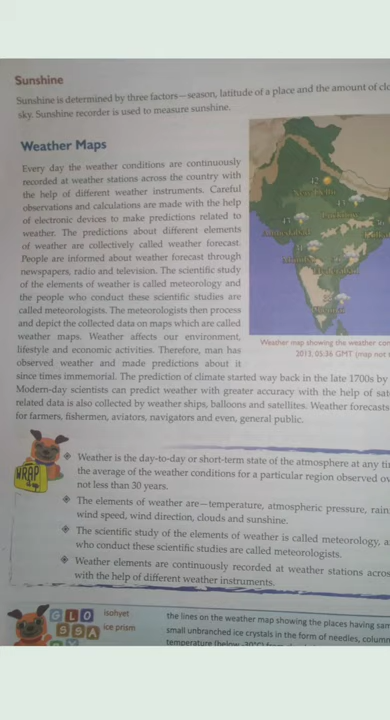 Sunshine
Sunshine is determined by three factors—season, latitude of a place and the amount of
sky. Sunshine recorder is used to measure sunshine.
Weather Maps
Every day the weather conditions are continuously
recorded at weather stations across the country with
the help of different weather instruments. Careful
observations and calculations are made with the help
of electronic devices to make predictions related to
weather. The predictions about different elements
of weather are collectively called weather forecast.
People are informed about weather forecast through
newspapers, radio and television. The scientific study
of the elements of weather is called meteorology and
the people who conduct these scientific studies are
called meteorologists. The meteorologists then process
and depict the collected data on maps which are called
weather maps. Weather affects our environment,
lifestyle and economic activities. Therefore, man has
observed weather and made predictions about it
since times immemorial. The prediction of climate started way back in the late 1700s by
Modern-day scientists can predict weather with greater accuracy with the help of
related data is also collected by weather ships, balloons and satellites. Weather forecasts
for farmers, fishermen, aviators, navigators and even, general public.
42
New Delhi
43
Ahmedabad
Mumbai
Hyderabad
Chennai
Weather map showing the weather
2013, 05:36 GMT (map not
WRAP
Weather is the day-to-day or short-term state of the atmosphere at any
the average of the weather conditions for a particular region observed
not less than 30 years.
The elements of weather are—temperature, atmospheric pressure,
wind speed, wind direction, clouds and sunshine.
The scientific study of the elements of weather is called meteorology,
who conduct these scientific studies are called meteorologists.
Weather elements are continuously recorded at weather stations
with the help of different weather instruments.
GLO
SSA
isohyet
the lines on the weather map showing the places having
ice prism
small unbranched ice crystals in the form of needles,
temperature (below -30°C)